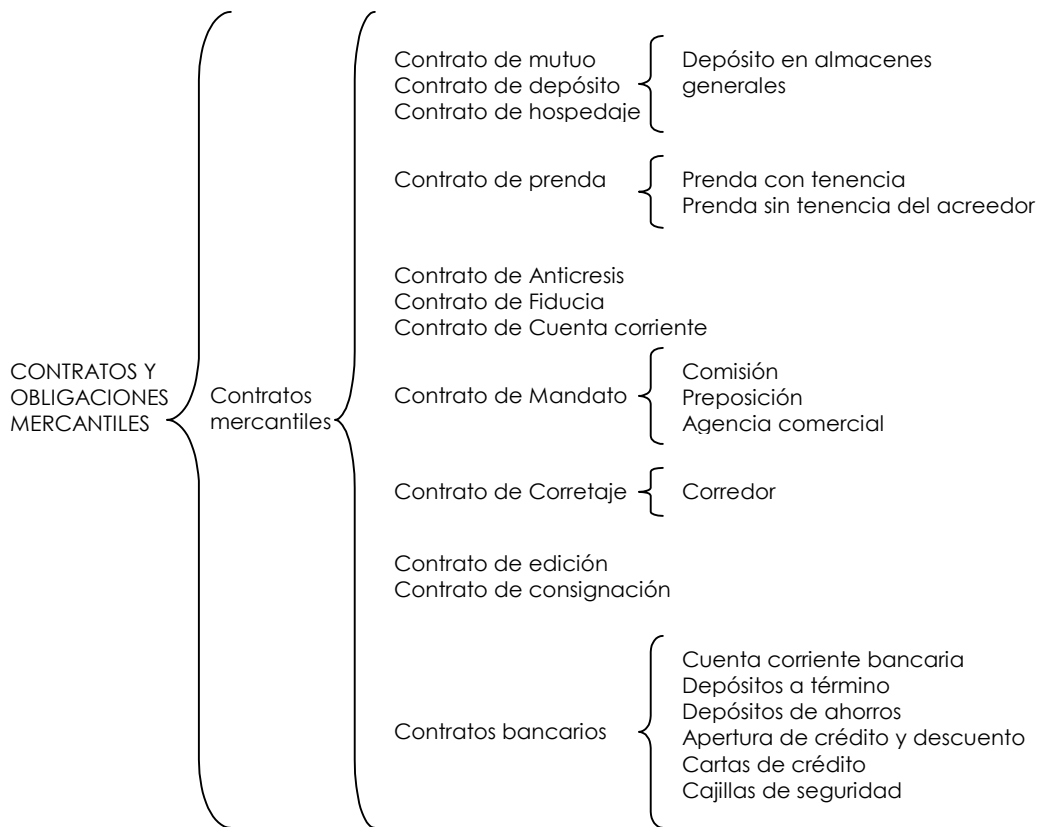 CONTRATOS Y
OBLIGACIONES
MERCANTILES
Contratos
mercantiles
Contrato de mutuo
Contrato de depósito
Contrato de hospedaje
Depósito en almacenes
generales
Contrato de prenda
Prenda con tenencia
Prenda sin tenencia del acreedor
Contrato de Anticresis
Contrato de Fiducia
Contrato de Cuenta corriente
Contrato de Mandato
Comisión
Preposición
Agencia comercial
Contrato de Corretaje
Corredor
Contrato de edición
Contrato de consignación
Contratos bancarios
Cuenta corriente bancaria
Depósitos a término
Depósitos de ahorros
Apertura de crédito y descuento
Cartas de crédito
Cajillas de seguridad